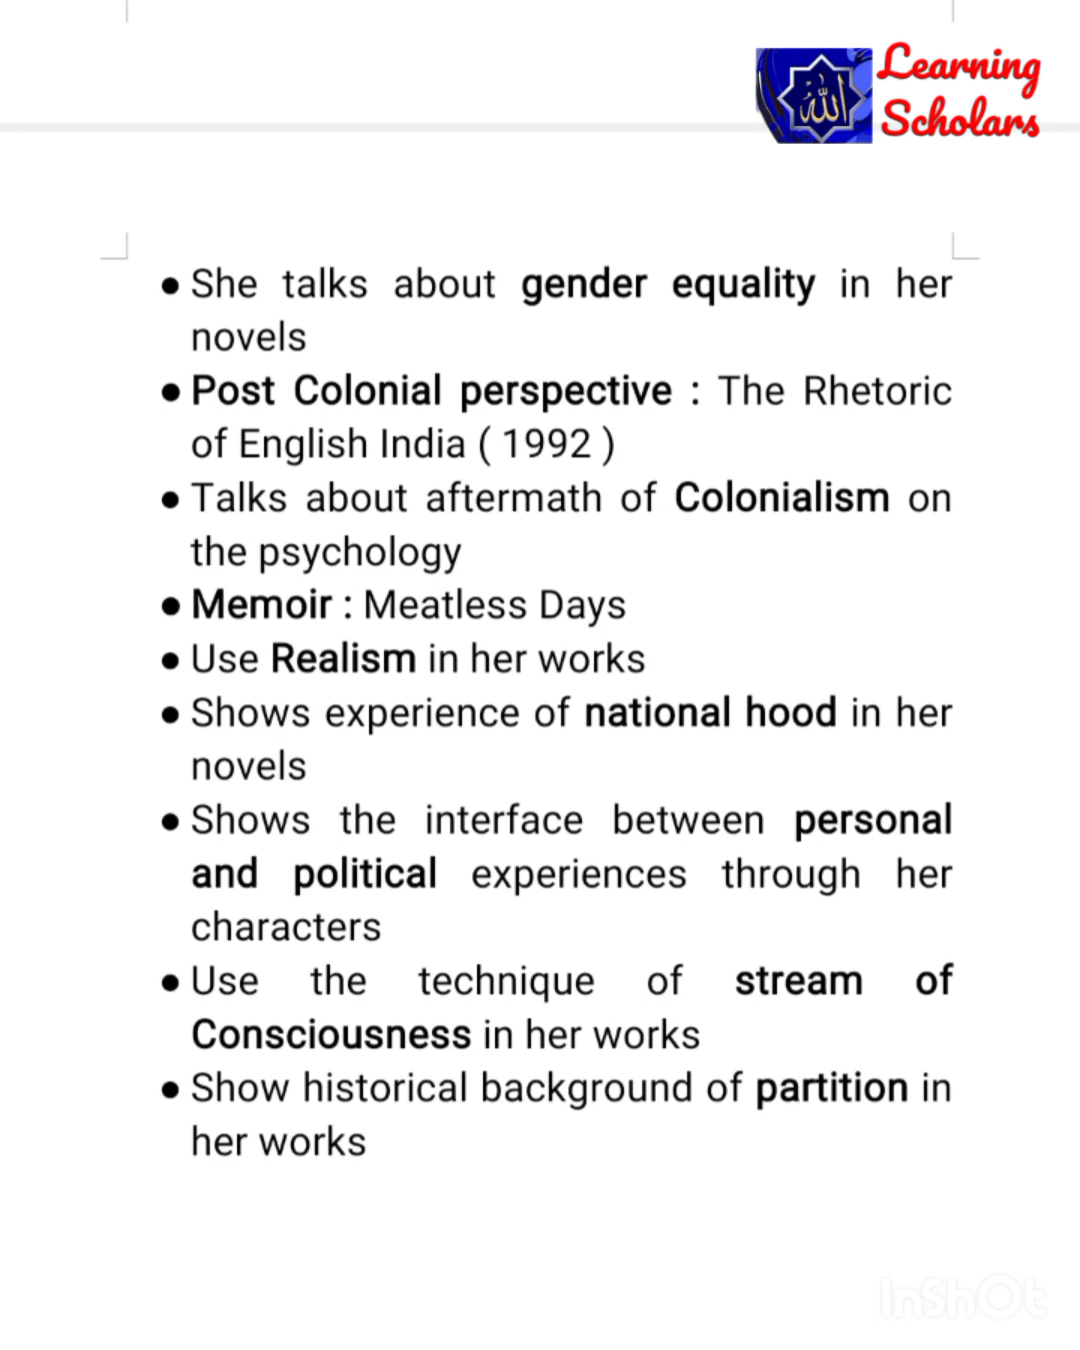 Learning
Scholars
الله
● She talks about gender equality in her
novels
● Post Colonial perspective : The Rhetoric
of English India ( 1992 )
● Talks about aftermath of Colonialism on
the psychology
● Memoir : Meatless Days
● Use Realism in her works
● Shows experience of national hood in her
novels
● Shows the interface between personal
and political experiences through her
characters
● Use the technique of stream of
Consciousness in her works
● Show historical background of partition in
her works
InShOt